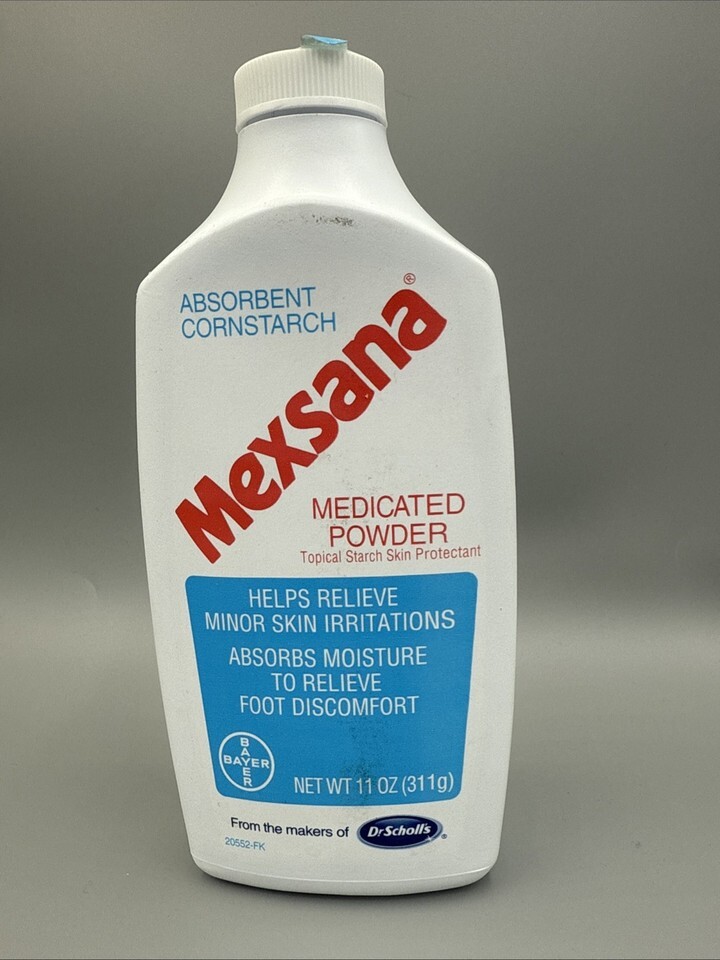 ABSORBENT
CORNSTARCH
Mexsana®
MEDICATED
POWDER
Topical Starch Skin Protectant
HELPS RELIEVE
MINOR SKIN IRRITATIONS
ABSORBS MOISTURE
TO RELIEVE
FOOT DISCOMFORT
BAYER
BAYER
NET WT 11 OZ (311g)
From the makers of Dr Scholl's®
20552-FK